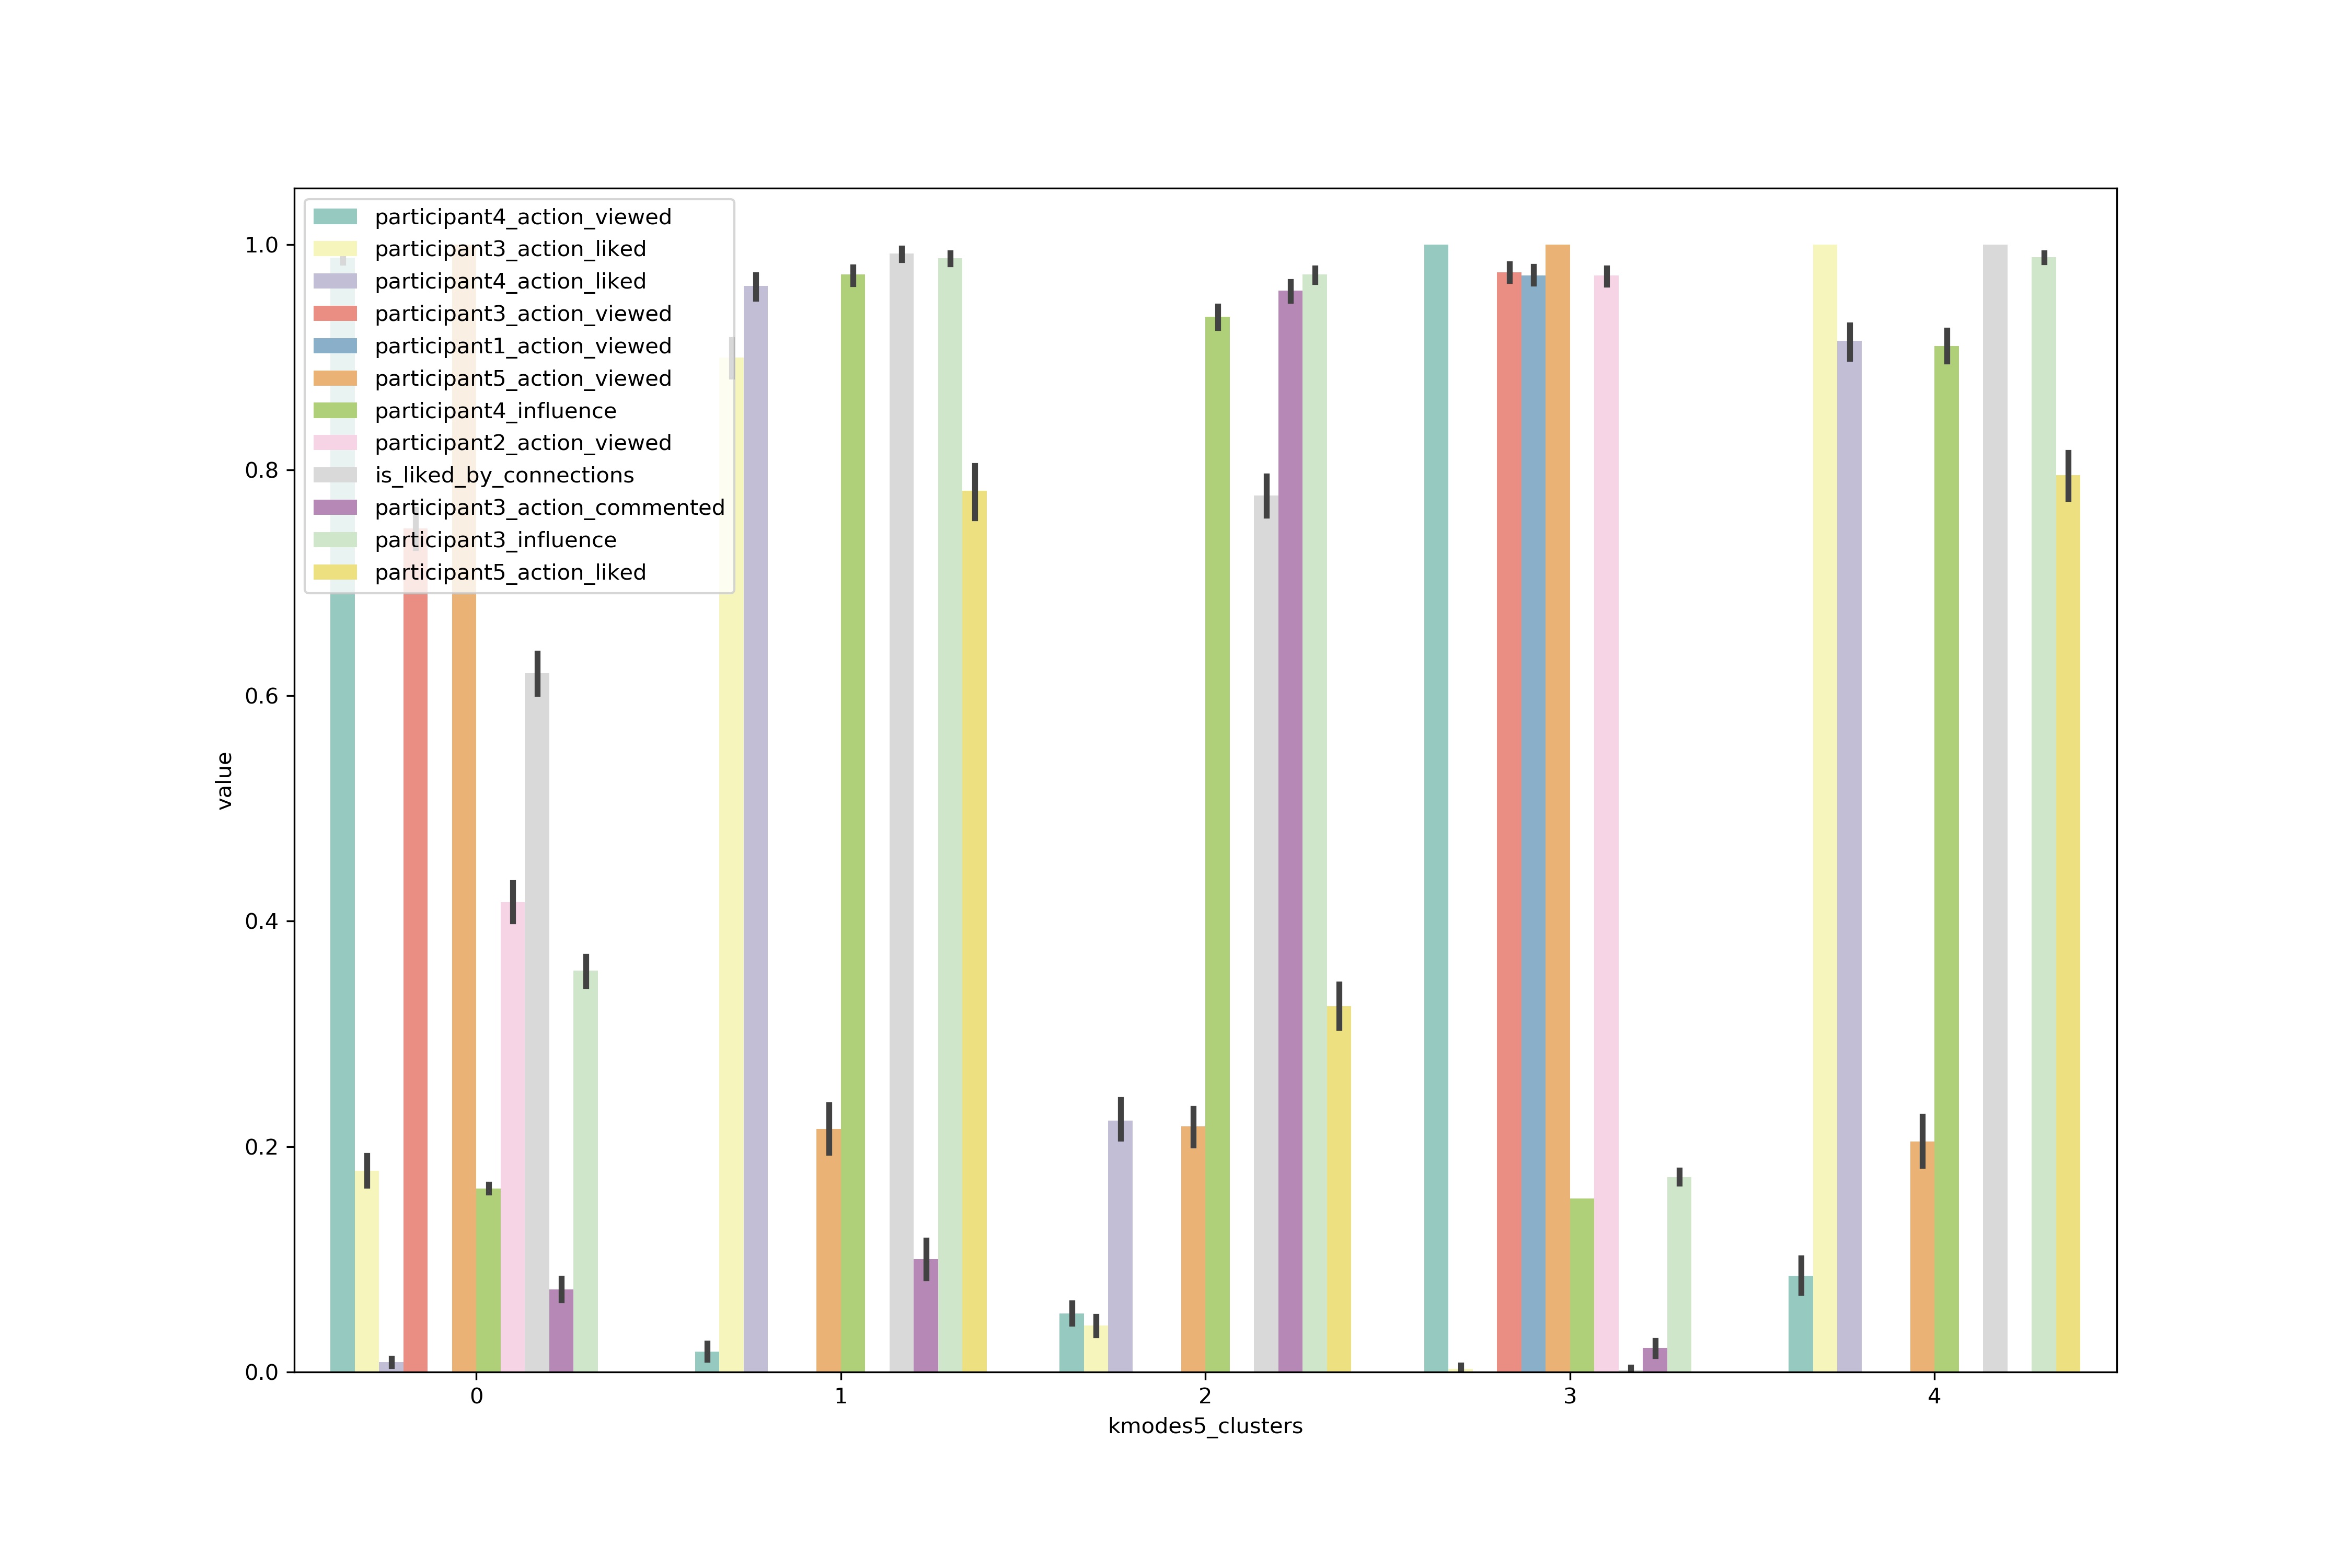 participant4_action_viewed
participant3_action_liked
participant4_action_liked
participant3_action_viewed
participant1_action_viewed
participant5_action_viewed
participant4_influence
participant2_action_viewed
is_liked_by_connections
participant3_action_commented
participant3_influence
participant5_action_liked
1.0
0.8
0.6
0.4
0.2
0.0
value
0 1 2 3 4
kmodes5_clusters